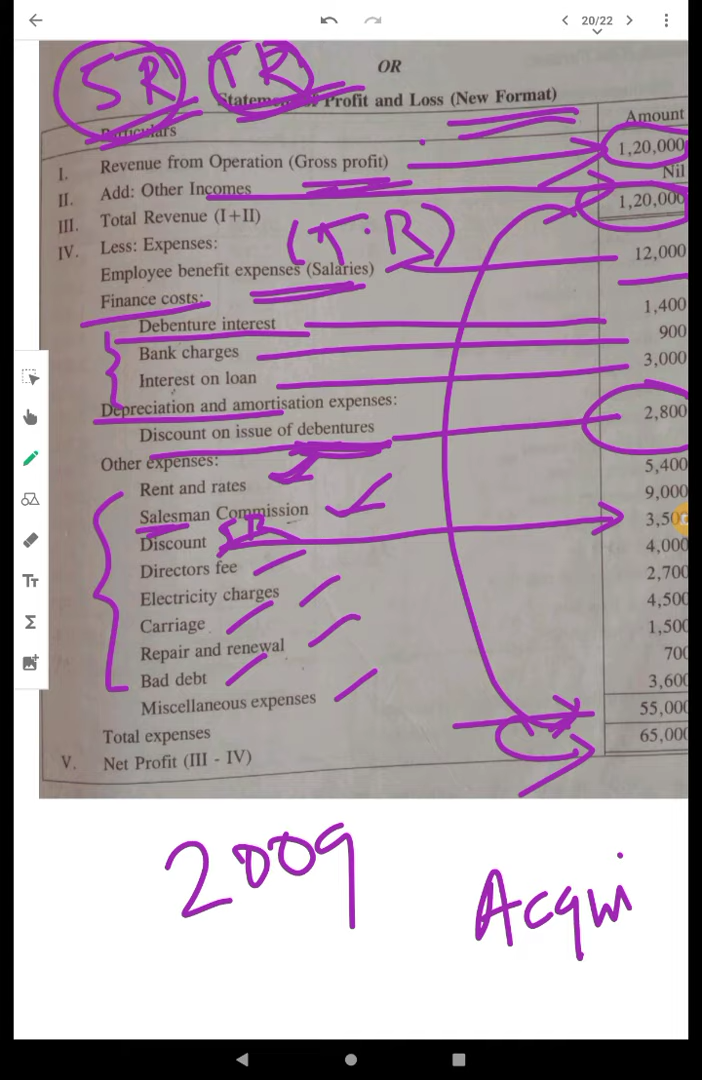 20/22
SR TR
OR
Statement of Profit and Loss (New Format)
Particulars Amount
I. Revenue from Operation (Gross profit) 1,20,000
II. Add: Other Incomes Nil
III. Total Revenue (I+II) 1,20,000
IV. Less: Expenses: (T.R)
Employee benefit expenses (Salaries) 12,000
Finance costs:
Debenture interest 1,400
Bank charges 900
Interest on loan 3,000
Depreciation and amortisation expenses:
Discount on issue of debentures 2,800
Other expenses:
Rent and rates 5,400
Salesman Commission 9,000
Discount 3,50
Directors fee 4,000
Electricity charges 2,700
Carriage 4,500
Repair and renewal 1,500
Bad debt 700
Miscellaneous expenses 3,600
Total expenses 55,000
V. Net Profit (III - IV) 65,000
2009 Acqui